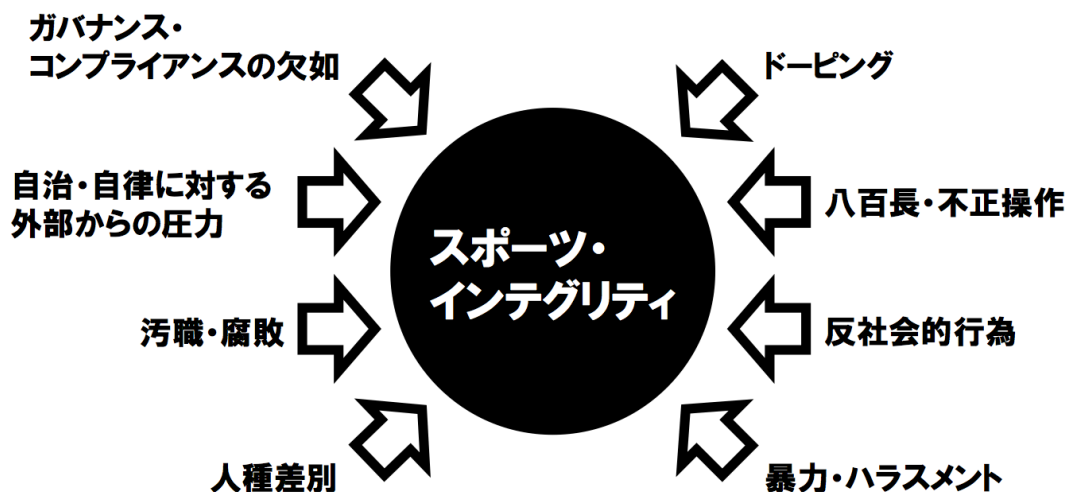 ガバナンス・
コンプライアンスの欠如
ドーピング
自治・自律に対する
外部からの圧力
八百長・不正操作
スポーツ・
インテグリティ
汚職・腐敗
反社会的行為
人種差別
暴力・ハラスメント